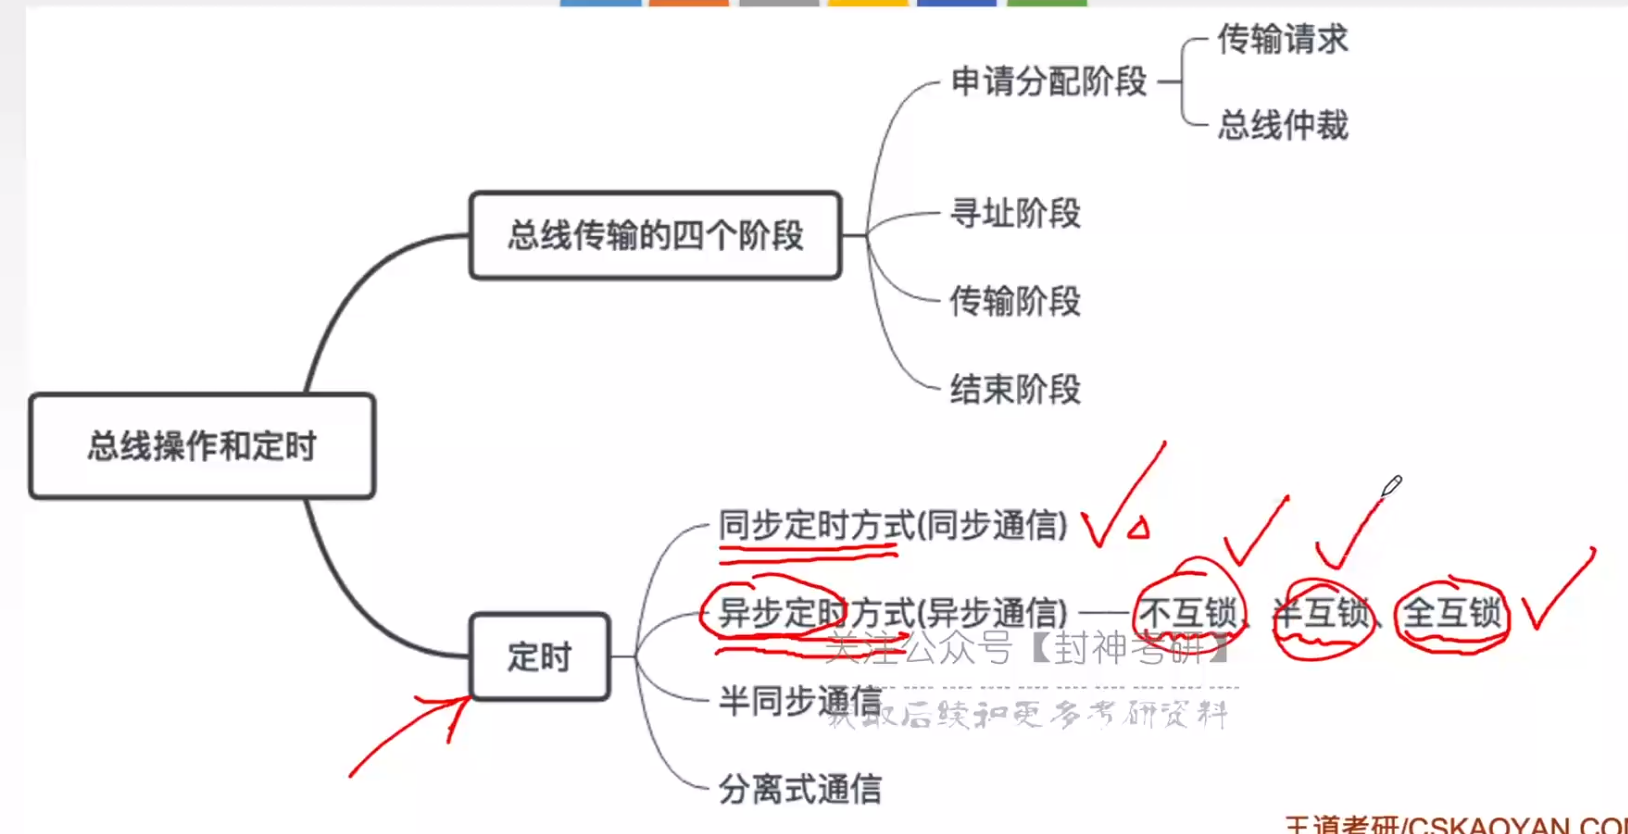 传输请求
申请分配阶段
总线仲裁
寻址阶段
总线传输的四个阶段
传输阶段
结束阶段
总线操作和定时
同步定时方式(同步通信)
异步定时方式(异步通信)
不互锁、半互锁、全互锁
关注公众号【封神考研】
定时
半同步通信
获取后续和更多考研资料
分离式通信
王道考研/CSKAOYAN.COM